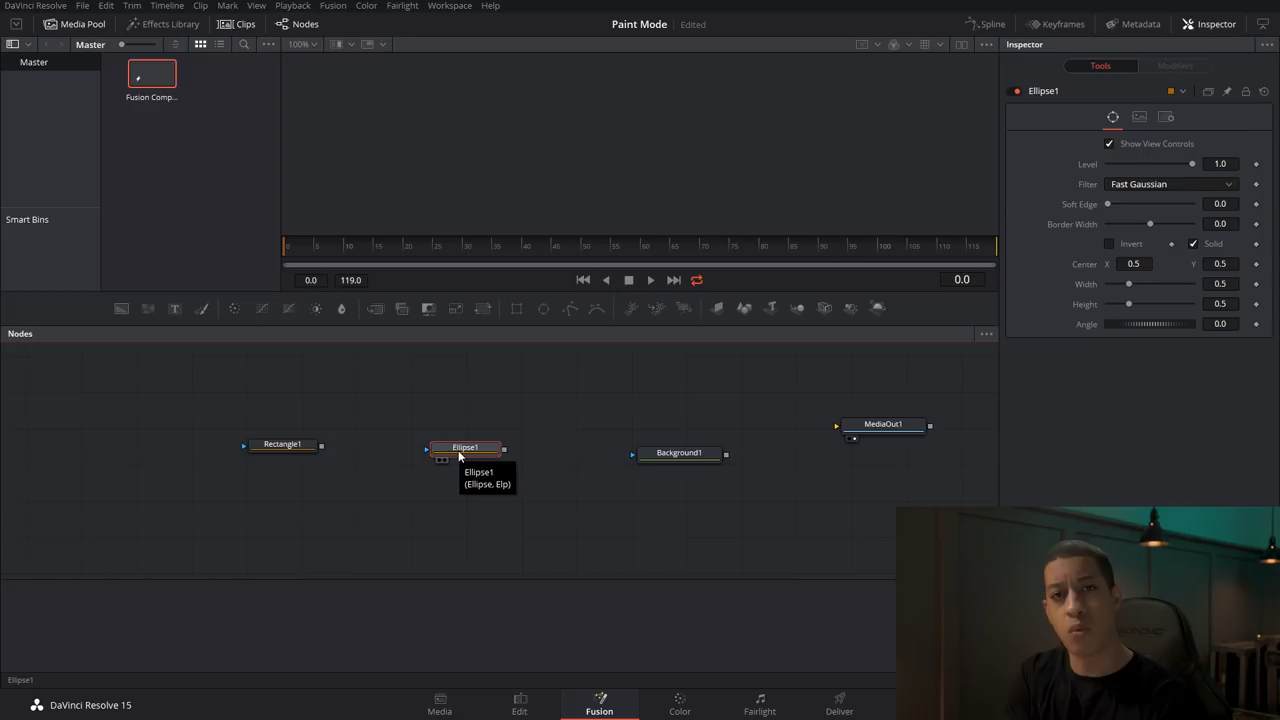 DaVinci Resolve File Edit Trim Timeline Clip Mark View Playback Fusion Color Fairlight Workspace Help
Media Pool Effects Library Clips Nodes Paint Mode Edited Spline Keyframes Metadata Inspector
Master 100% Inspector
Master
Fusion Comp...
Smart Bins
Tools Modifiers
Ellipse1
Show View Controls
Level 1.0
Filter Fast Gaussian
Soft Edge 0.0
Border Width 0.0
Invert Solid
Center X 0.5 Y 0.5
Width 0.5
Height 0.5
Angle 0.0
0 5 10 15 20 25 30 35 40 45 50 55 60 65 70 75 80 85 90 95 100 105 110 115
0.0 119.0 0.0
Nodes
MediaOut1
Rectangle1 Ellipse1 Background1
Ellipse1
(Ellipse, Elp)
Ellipse1
DaVinci Resolve 15 Media Edit Fusion Color Fairlight Deliver